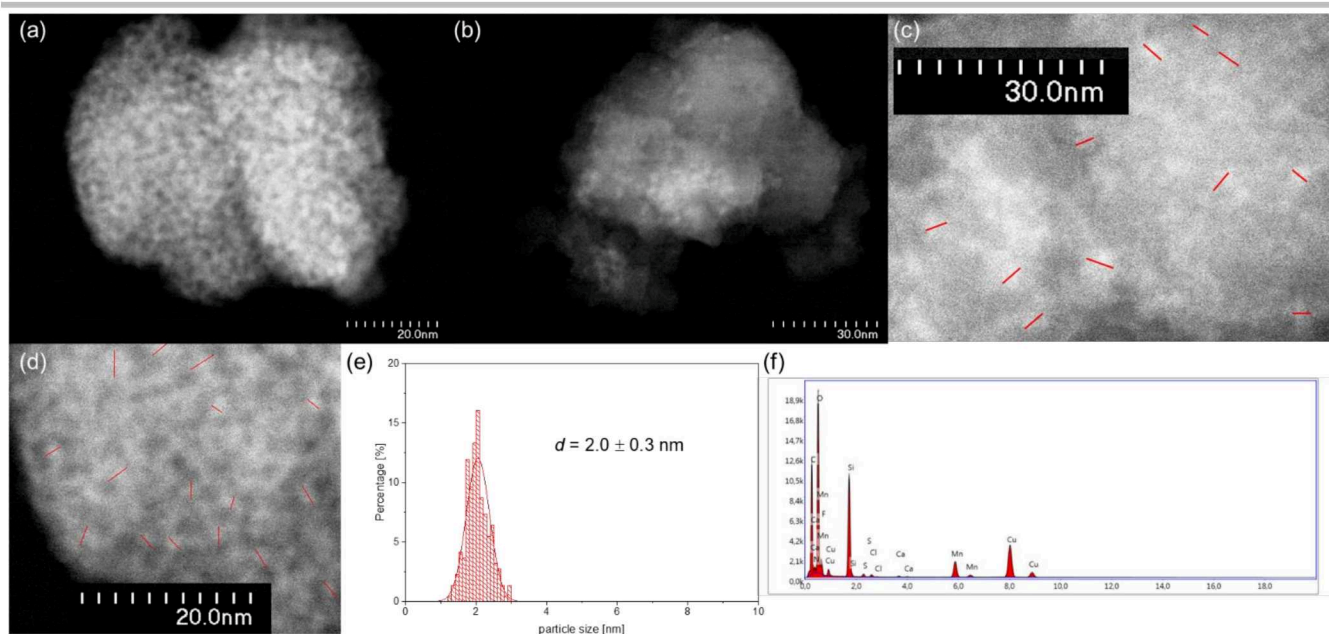 (a)
20.0nm
(b)
30.0nm
(c)
30.0nm
(d)
20.0nm
(e)
20
15
10
5
0
Percentage [%]
d = 2.0 ± 0.3 nm
0 2 4 6 8 10
particle size [nm]
(f)
18,9k
16,8k
14,7k
12,6k
10,5k
8,4k
6,3k
4,2k
2,1k
0,0k
O
C
Si
Mn
F
Ca
Mn
Ca
Cu
Cu
Si
S
S
Cl
Cl
Ca
Ca
Mn
Mn
Cu
Cu
0,0 2,0 4,0 6,0 8,0 10,0 12,0 14,0 16,0 18,0